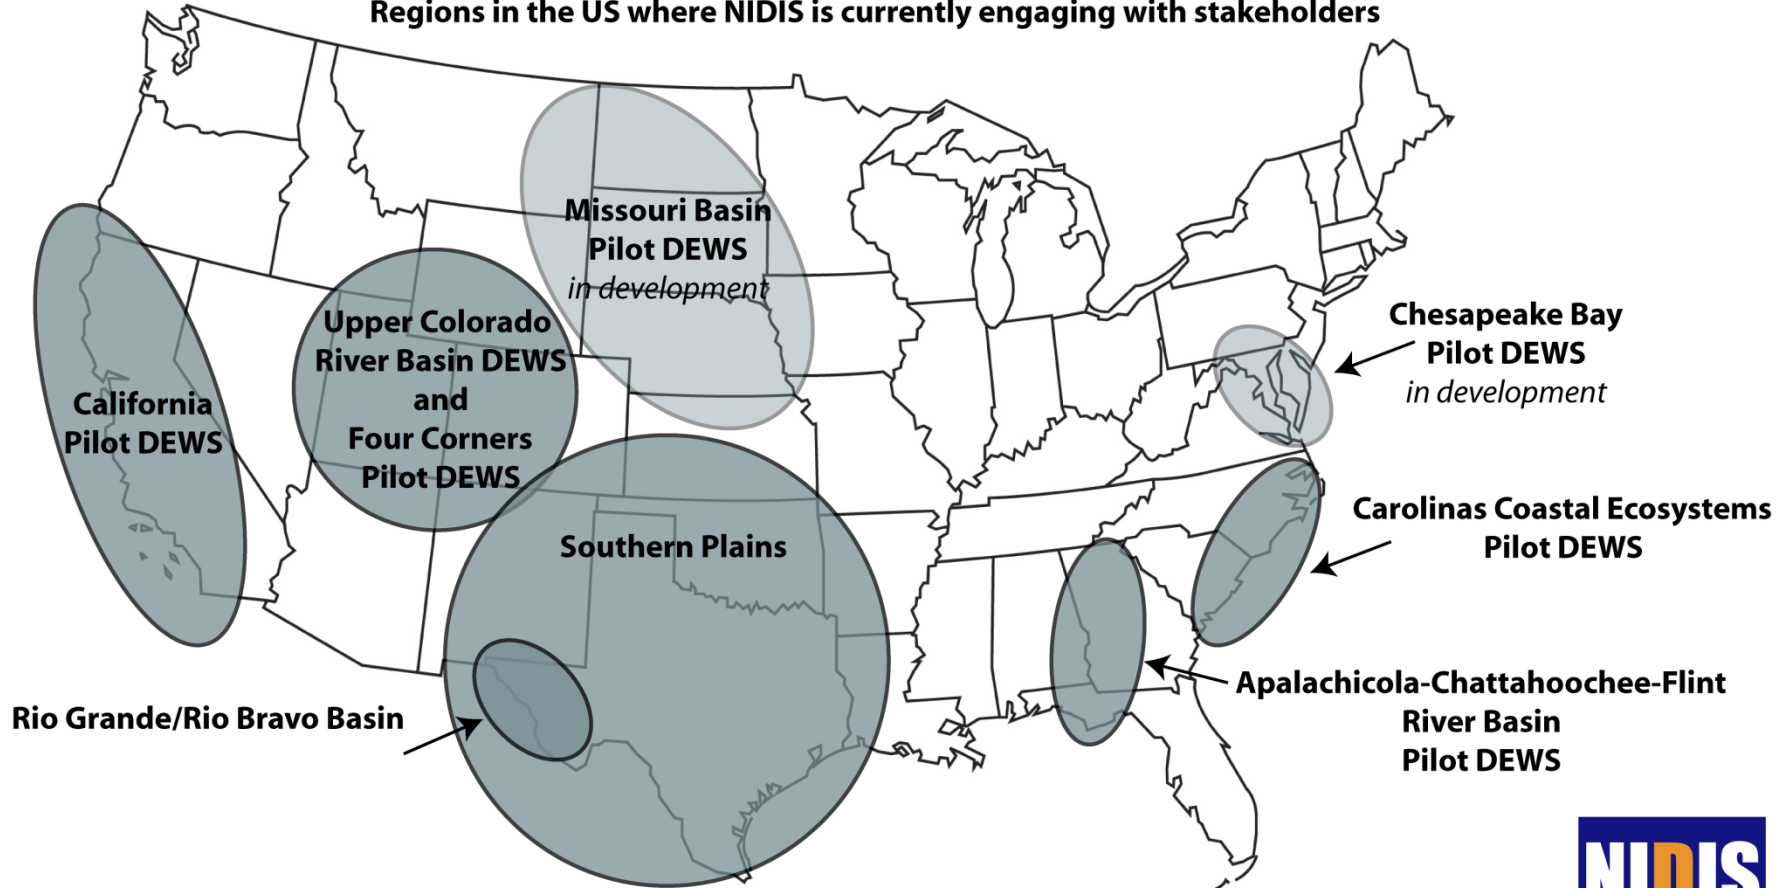 Regions in the US where NIDIS is currently engaging with stakeholders
Missouri Basin
Pilot DEWS
in development
Upper Colorado
River Basin DEWS
and
Four Corners
Pilot DEWS
California
Pilot DEWS
Chesapeake Bay
Pilot DEWS
in development
Carolinas Coastal Ecosystems
Pilot DEWS
Southern Plains
Rio Grande/Rio Bravo Basin
Apalachicola-Chattahoochee-Flint
River Basin
Pilot DEWS
NIDIS